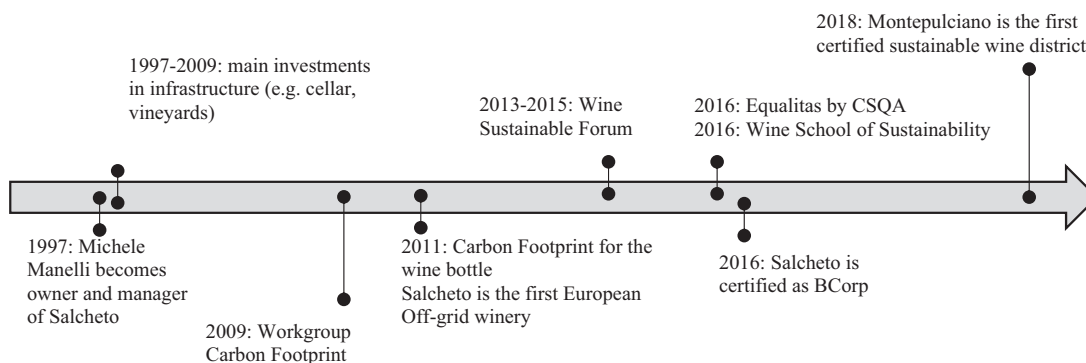 2018: Montepulciano is the first
certified sustainable wine district
1997-2009: main investments
in infrastructure (e.g. cellar,
vineyards)
2013-2015: Wine
Sustainable Forum
2016: Equalitas by CSQA
2016: Wine School of Sustainability
1997: Michele
Manelli becomes
owner and manager
of Salcheto
2009: Workgroup
Carbon Footprint
2011: Carbon Footprint for the
wine bottle
Salcheto is the first European
Off-grid winery
2016: Salcheto is
certified as BCorp